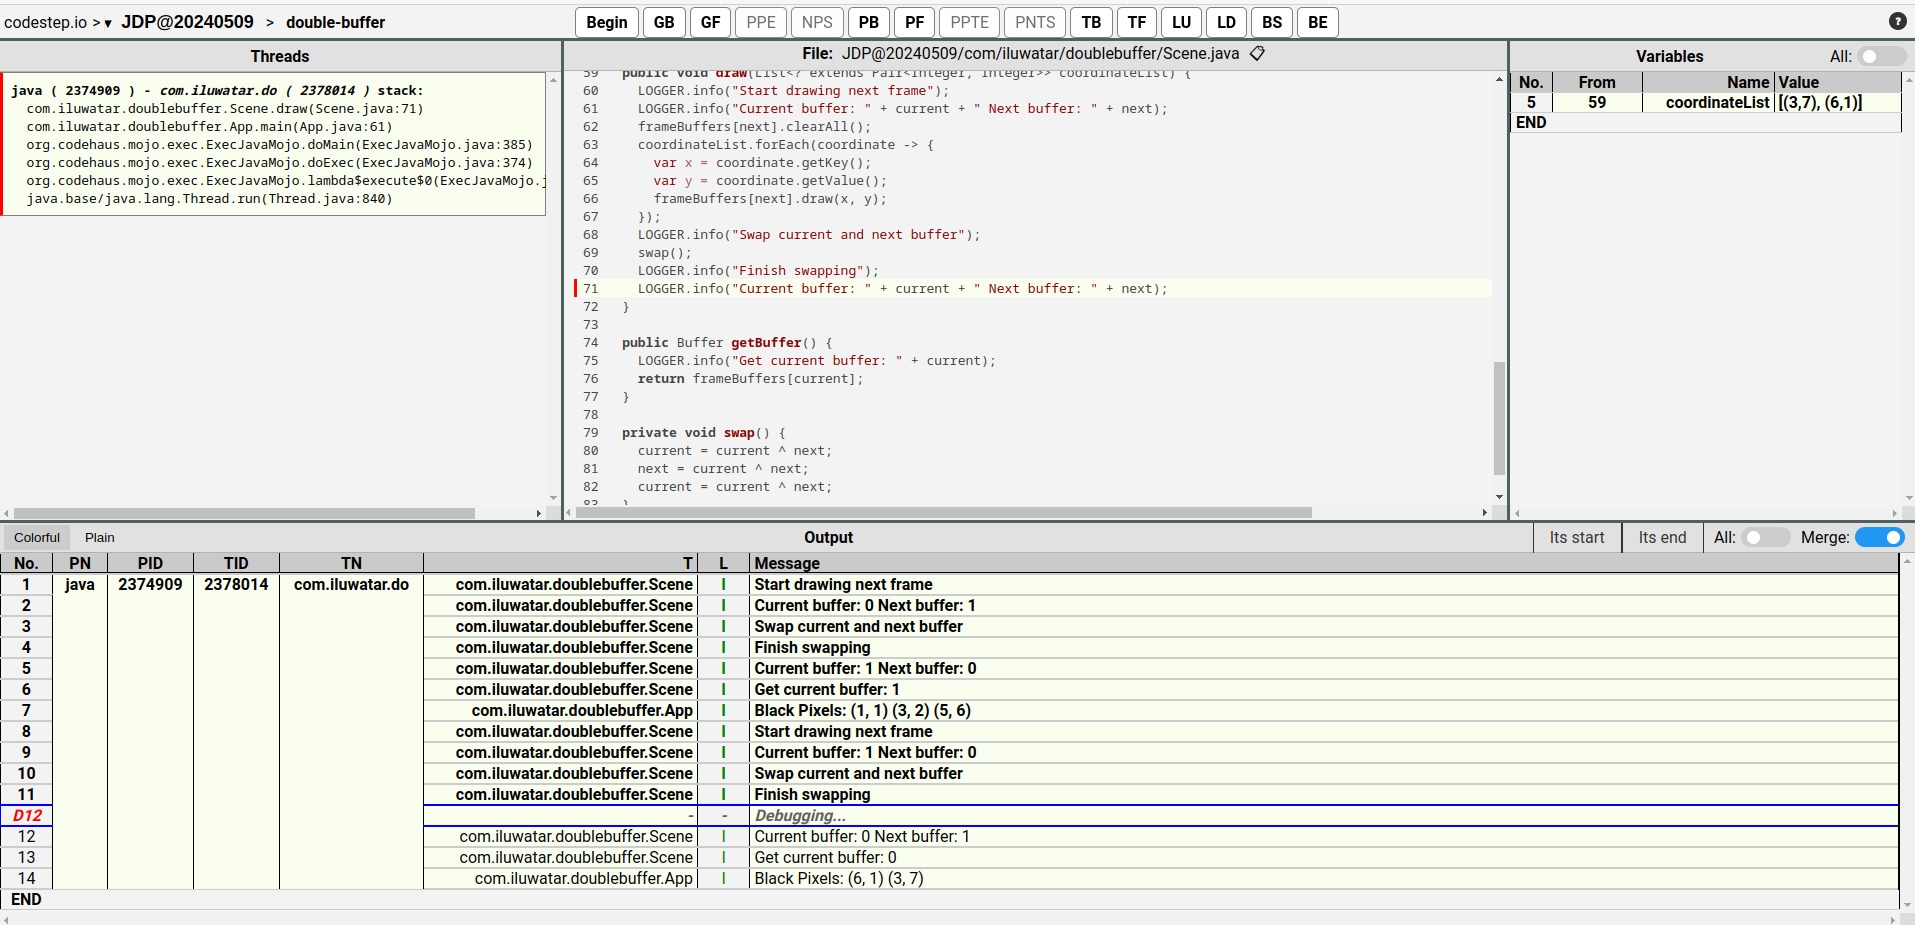 codestep.io > ▾ JDP@20240509 > double-buffer
Begin GB GF PPE NPS PB PF PPTE PNTS TB TF LU LD BS BE ?
Threads
java ( 2374909 ) - com.iluwatar.do ( 2378014 ) stack:
com.iluwatar.doublebuffer.Scene.draw(Scene.java:71)
com.iluwatar.doublebuffer.App.main(App.java:61)
org.codehaus.mojo.exec.ExecJavaMojo.doMain(ExecJavaMojo.java:385)
org.codehaus.mojo.exec.ExecJavaMojo.doExec(ExecJavaMojo.java:374)
org.codehaus.mojo.exec.ExecJavaMojo.lambda$execute$0(ExecJavaMojo.j
java.base/java.lang.Thread.run(Thread.java:840)
File: JDP@20240509/com/iluwatar/doublebuffer/Scene.java
59 public void draw(List<? extends Pair<Integer, Integer>> coordinateList) {
60 LOGGER.info("Start drawing next frame");
61 LOGGER.info("Current buffer: " + current + " Next buffer: " + next);
62 frameBuffers[next].clearAll();
63 coordinateList.forEach(coordinate -> {
64 var x = coordinate.getKey();
65 var y = coordinate.getValue();
66 frameBuffers[next].draw(x, y);
67 });
68 LOGGER.info("Swap current and next buffer");
69 swap();
70 LOGGER.info("Finish swapping");
71 LOGGER.info("Current buffer: " + current + " Next buffer: " + next);
72 }
73
74 public Buffer getBuffer() {
75 LOGGER.info("Get current buffer: " + current);
76 return frameBuffers[current];
77 }
78
79 private void swap() {
80 current = current ^ next;
81 next = current ^ next;
82 current = current ^ next;
83 }
Variables All:
No. From Name Value
5 59 coordinateList [(3,7), (6,1)]
END
Colorful Plain Output Its start Its end All: Merge:
No. PN PID TID TN T L Message
1 java 2374909 2378014 com.iluwatar.do com.iluwatar.doublebuffer.Scene I Start drawing next frame
2 com.iluwatar.doublebuffer.Scene I Current buffer: 0 Next buffer: 1
3 com.iluwatar.doublebuffer.Scene I Swap current and next buffer
4 com.iluwatar.doublebuffer.Scene I Finish swapping
5 com.iluwatar.doublebuffer.Scene I Current buffer: 1 Next buffer: 0
6 com.iluwatar.doublebuffer.Scene I Get current buffer: 1
7 com.iluwatar.doublebuffer.App I Black Pixels: (1, 1) (3, 2) (5, 6)
8 com.iluwatar.doublebuffer.Scene I Start drawing next frame
9 com.iluwatar.doublebuffer.Scene I Current buffer: 1 Next buffer: 0
10 com.iluwatar.doublebuffer.Scene I Swap current and next buffer
11 com.iluwatar.doublebuffer.Scene I Finish swapping
D12 - - Debugging...
12 com.iluwatar.doublebuffer.Scene I Current buffer: 0 Next buffer: 1
13 com.iluwatar.doublebuffer.Scene I Get current buffer: 0
14 com.iluwatar.doublebuffer.App I Black Pixels: (6, 1) (3, 7)
END